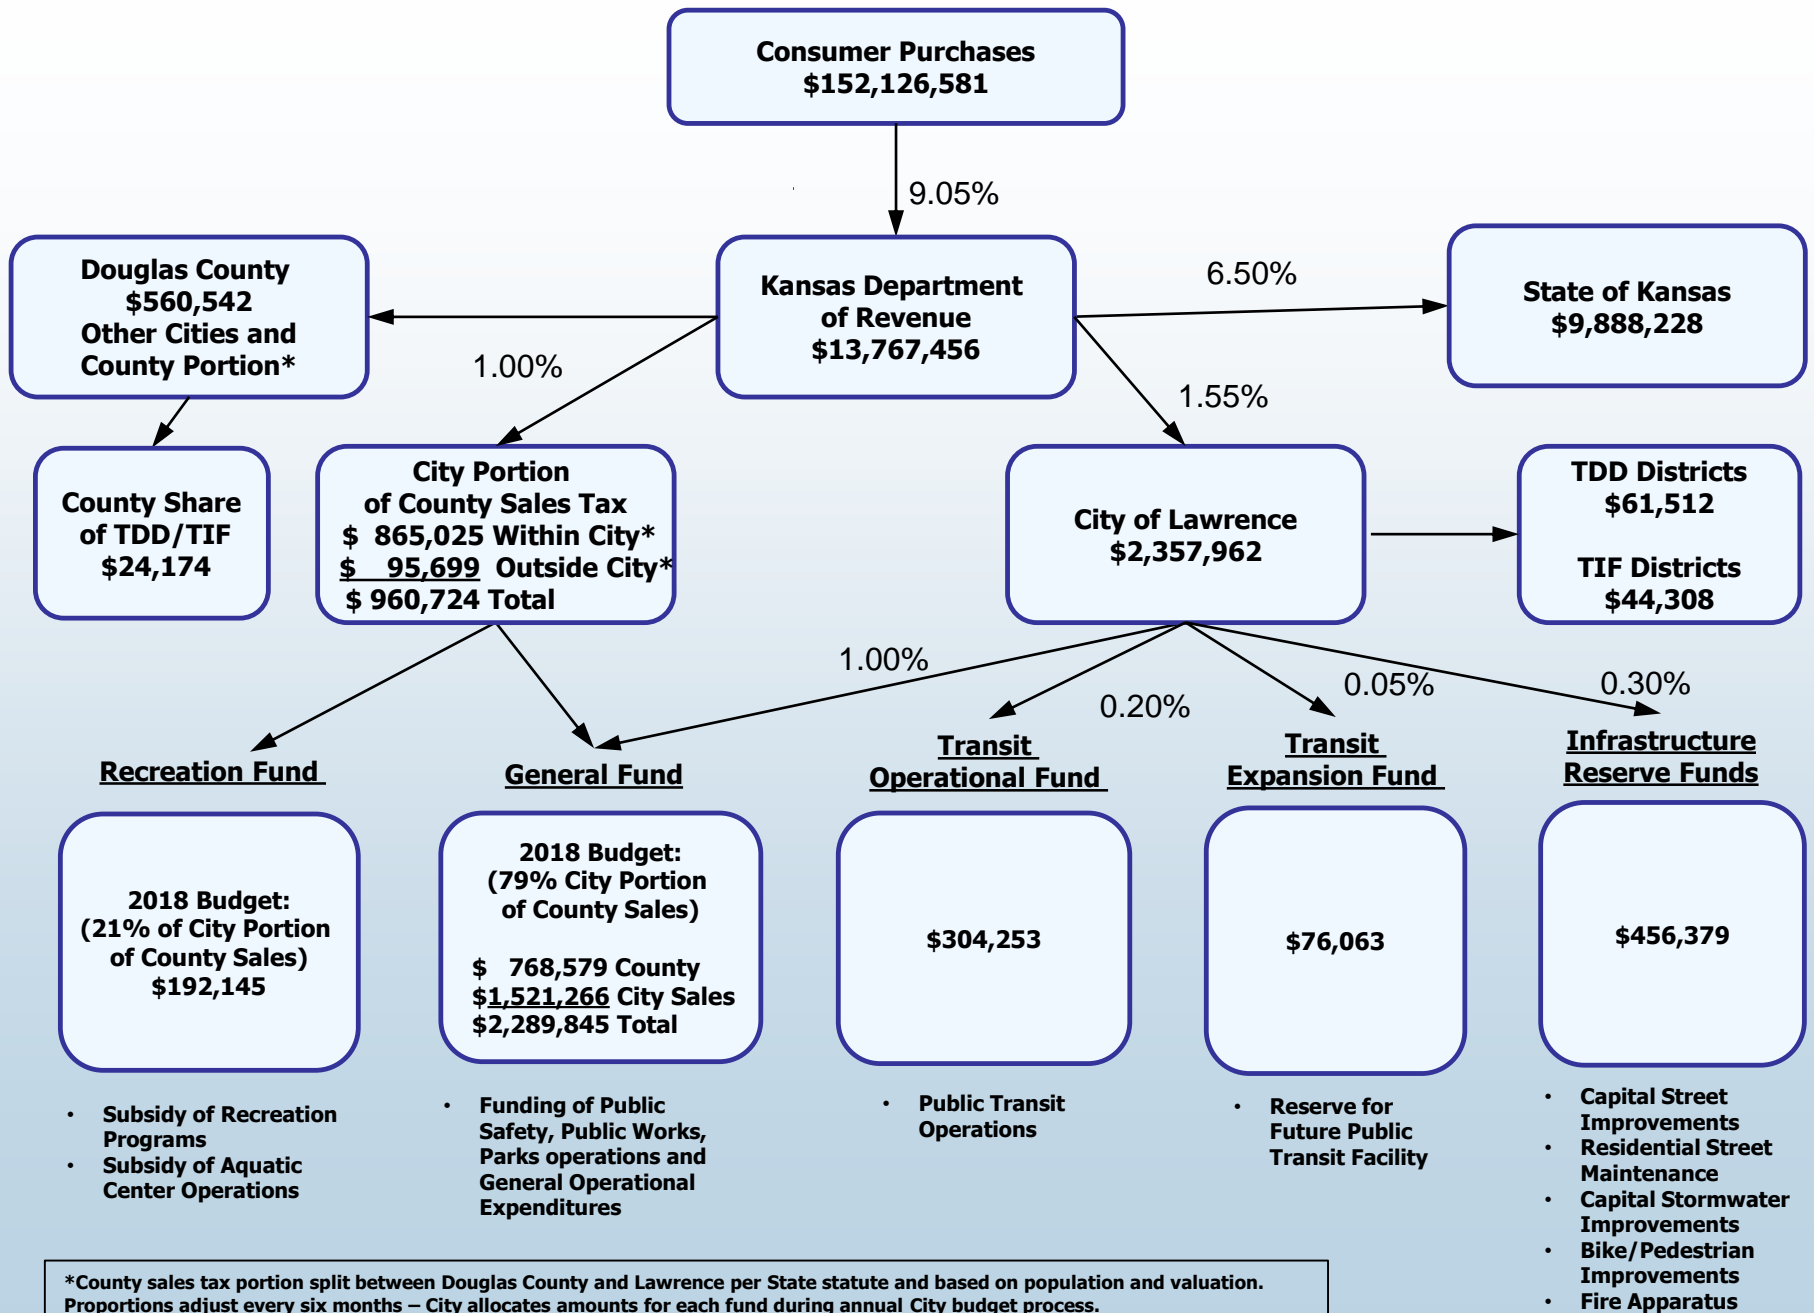 Consumer Purchases
$152,126,581
9.05%
Douglas County
$560,542
Other Cities and
County Portion*
Kansas Department
of Revenue
$13,767,456
6.50%
State of Kansas
$9,888,228
1.00%
1.55%
County Share
of TDD/TIF
$24,174
City Portion
of County Sales Tax
$ 865,025 Within City*
$ 95,699 Outside City*
$ 960,724 Total
City of Lawrence
$2,357,962
TDD Districts
$61,512
TIF Districts
$44,308
1.00%
0.20%
0.05%
0.30%
Recreation Fund
General Fund
Transit
Operational Fund
Transit
Expansion Fund
Infrastructure
Reserve Funds
2018 Budget:
(21% of City Portion
of County Sales)
$192,145
2018 Budget:
(79% City Portion
of County Sales)
$ 768,579 County
$1,521,266 City Sales
$2,289,845 Total
$304,253
$76,063
$456,379
• Subsidy of Recreation
Programs
• Subsidy of Aquatic
Center Operations
• Funding of Public
Safety, Public Works,
Parks operations and
General Operational
Expenditures
• Public Transit
Operations
• Reserve for
Future Public
Transit Facility
• Capital Street
Improvements
• Residential Street
Maintenance
• Capital Stormwater
Improvements
• Bike/Pedestrian
Improvements
• Fire Apparatus
*County sales tax portion split between Douglas County and Lawrence per State statute and based on population and valuation.
Proportions adjust every six months – City allocates amounts for each fund during annual City budget process.